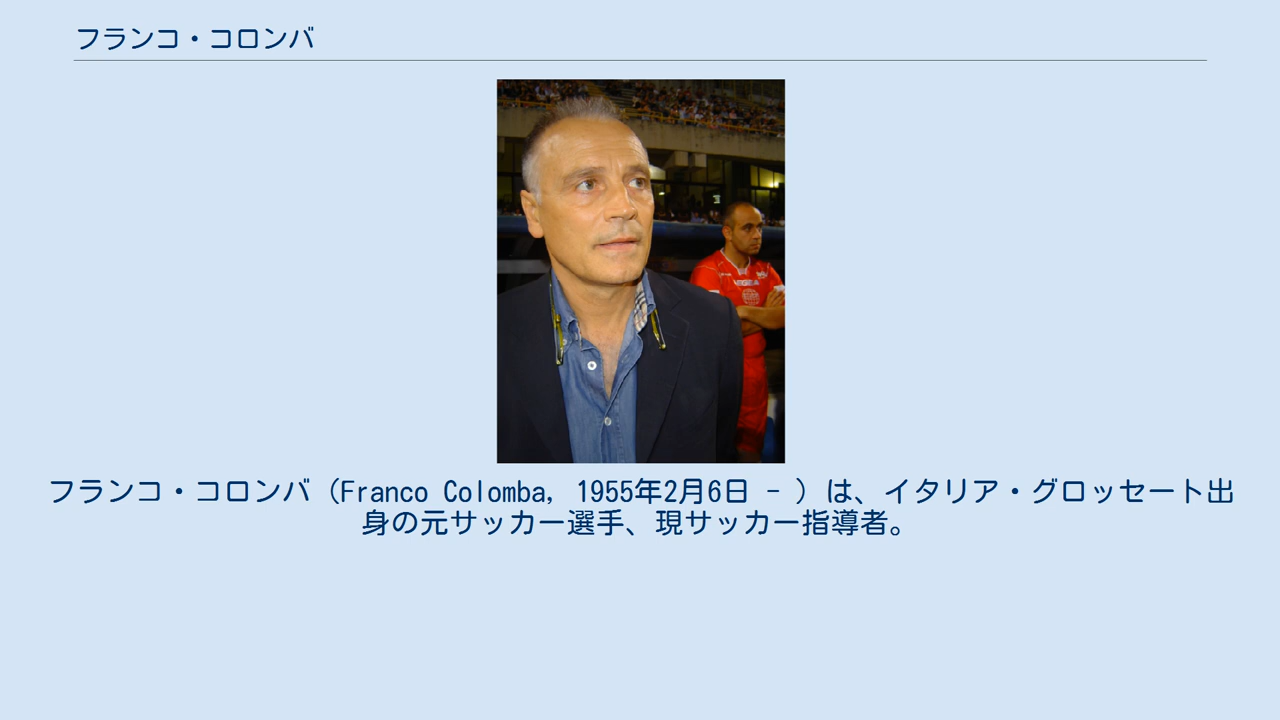 フランコ・コロンバ
フランコ・コロンバ（Franco Colomba, 1955年2月6日 - ）は、イタリア・グロッセート出
身の元サッカー選手、現サッカー指導者。